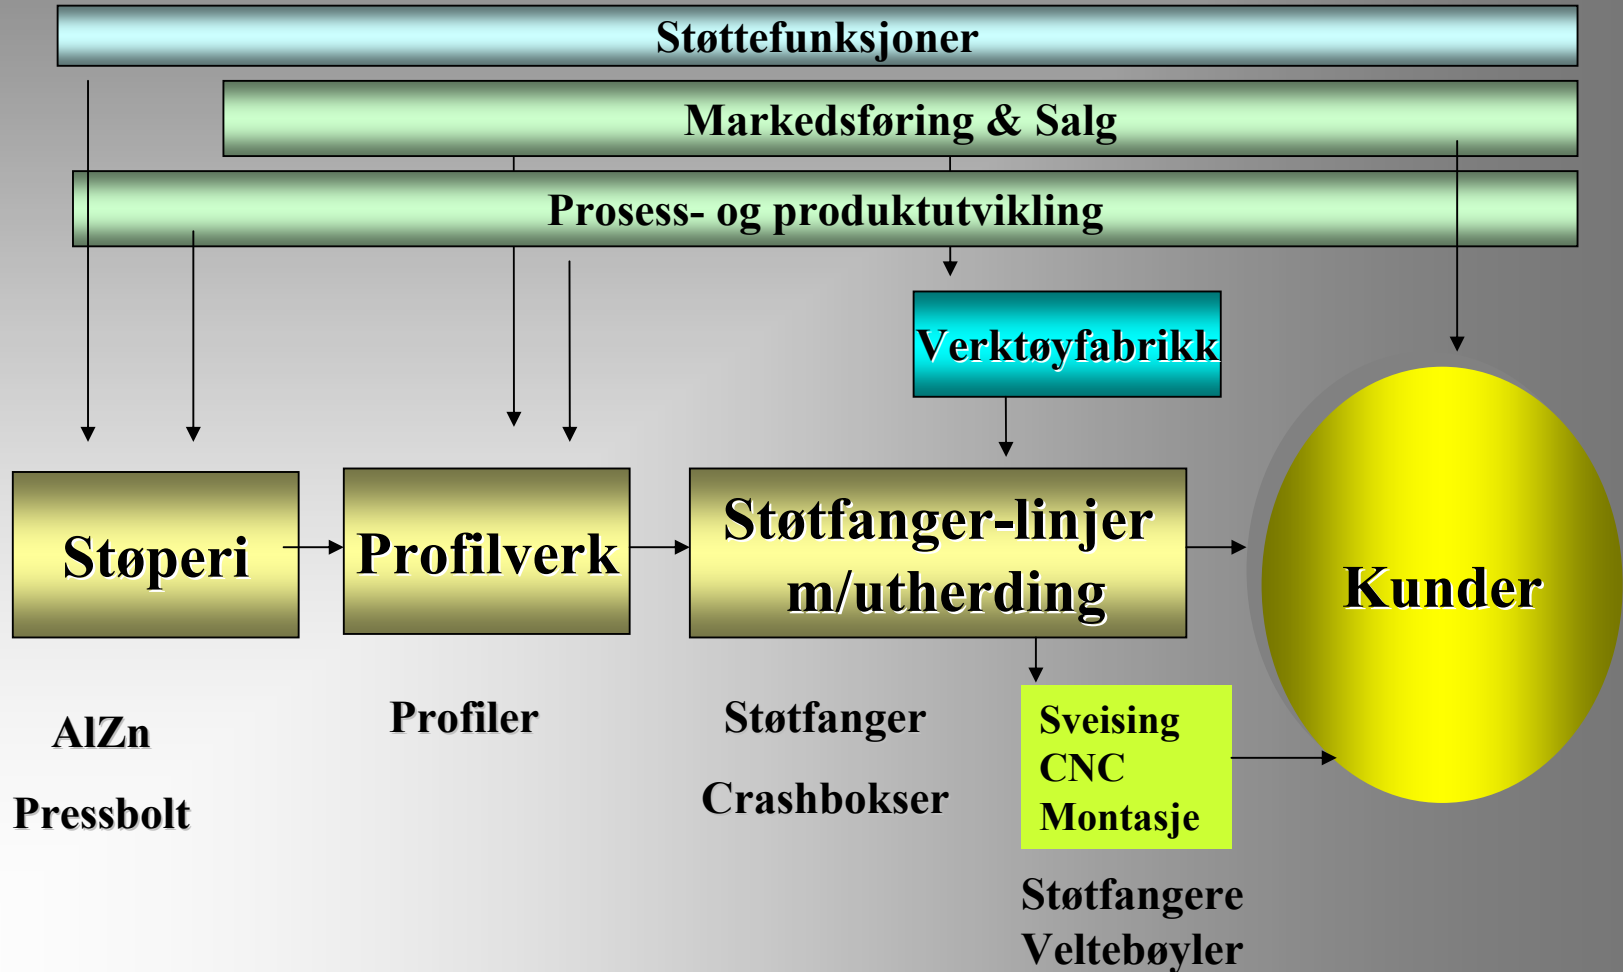 Støttefunksjoner
Markedsføring & Salg
Prosess- og produktutvikling
Verktøyfabrikk
Støperi
Profilverk
Støtfanger-linjer
m/utherding
Kunder
AlZn
Pressbolt
Profiler
Støtfanger
Crashbokser
Sveising
CNC
Montasje
Støtfangere
Veltebøyler